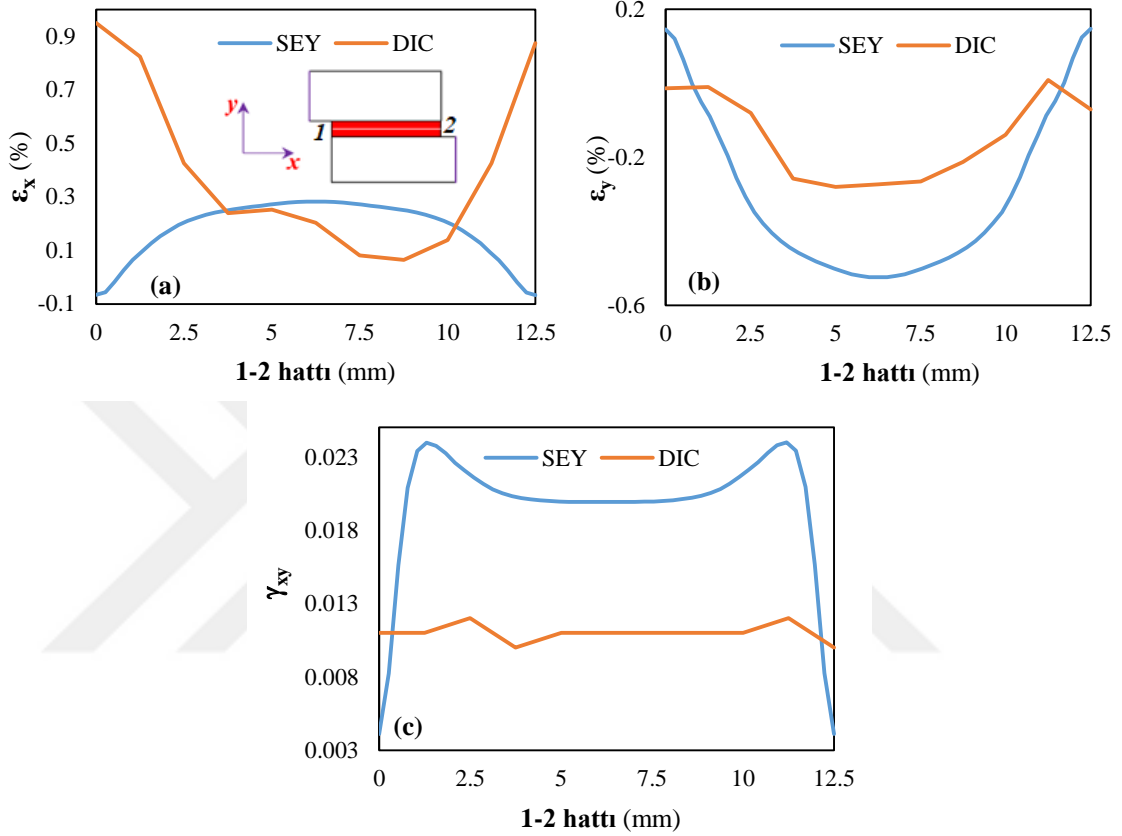 0.9
0.7
0.5
0.3
0.1
-0.1
εx (%)
SEY DIC
y
x
1 2
(a)
0 2.5 5 7.5 10 12.5
1-2 hattı (mm)
0.2
-0.2
-0.6
εy (%)
SEY DIC
(b)
0 2.5 5 7.5 10 12.5
1-2 hattı (mm)
0.023
0.018
0.013
0.008
0.003
γxy
SEY DIC
(c)
0 2.5 5 7.5 10 12.5
1-2 hattı (mm)